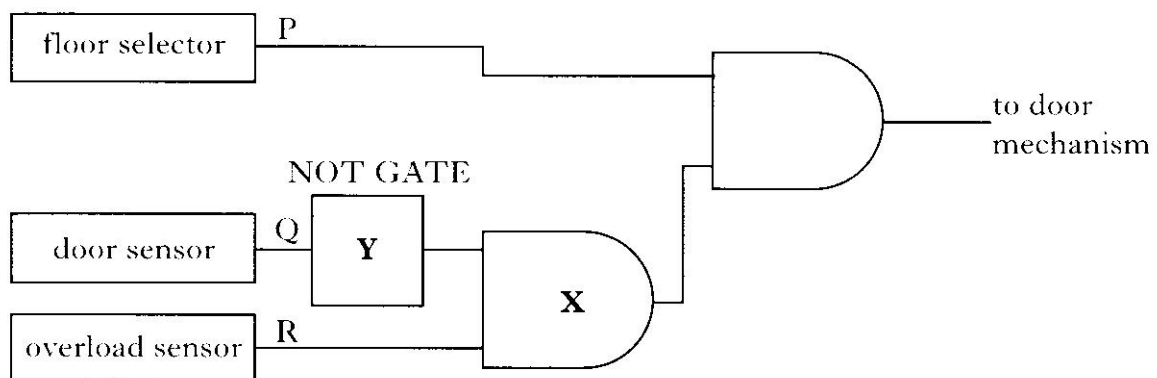 floor selector
P
to door
mechanism
NOT GATE
door sensor
Q
Y
X
overload sensor
R